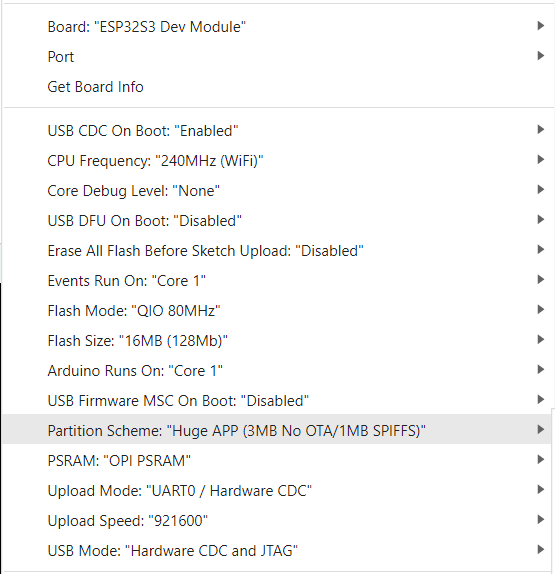 Board: "ESP32S3 Dev Module"
Port
Get Board Info
USB CDC On Boot: "Enabled"
CPU Frequency: "240MHz (WiFi)"
Core Debug Level: "None"
USB DFU On Boot: "Disabled"
Erase All Flash Before Sketch Upload: "Disabled"
Events Run On: "Core 1"
Flash Mode: "QIO 80MHz"
Flash Size: "16MB (128Mb)"
Arduino Runs On: "Core 1"
USB Firmware MSC On Boot: "Disabled"
Partition Scheme: "Huge APP (3MB No OTA/1MB SPIFFS)"
PSRAM: "OPI PSRAM"
Upload Mode: "UART0 / Hardware CDC"
Upload Speed: "921600"
USB Mode: "Hardware CDC and JTAG"